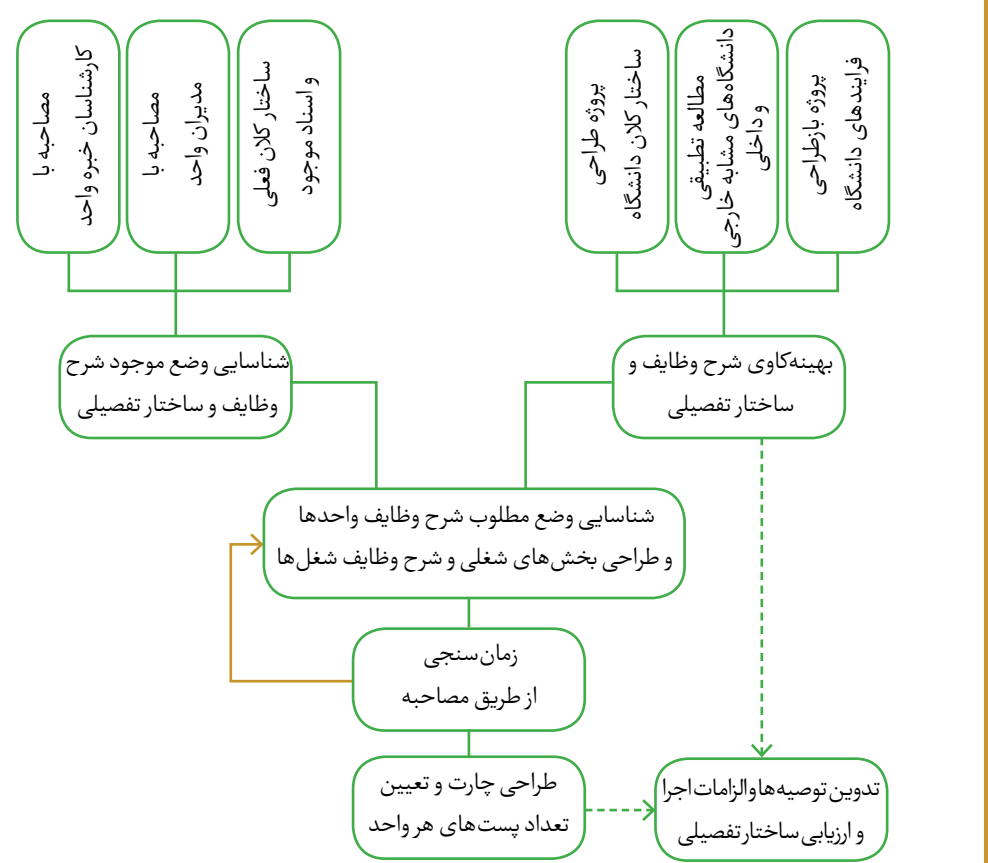 پروژه بازطراحی
فرایندهای دانشگاه
مطالعه تطبیقی
دانشگاه‌های مشابه خارجی
و داخلی
پروژه طراحی
ساختار کلان دانشگاه
ساختار کلان فعلی
و اسناد موجود
مصاحبه با
مدیران واحد
مصاحبه با
کارشناسان خبره واحد
بهینه‌کاوی شرح وظایف و
ساختار تفصیلی
شناسایی وضع موجود شرح
وظایف و ساختار تفصیلی
شناسایی وضع مطلوب شرح وظایف واحدها
و طراحی بخش‌های شغلی و شرح وظایف شغل‌ها
زمان‌سنجی
از طریق مصاحبه
طراحی چارت و تعیین
تعداد پست‌های هر واحد
تدوین توصیه‌ها و الزامات اجرا
و ارزیابی ساختار تفصیلی